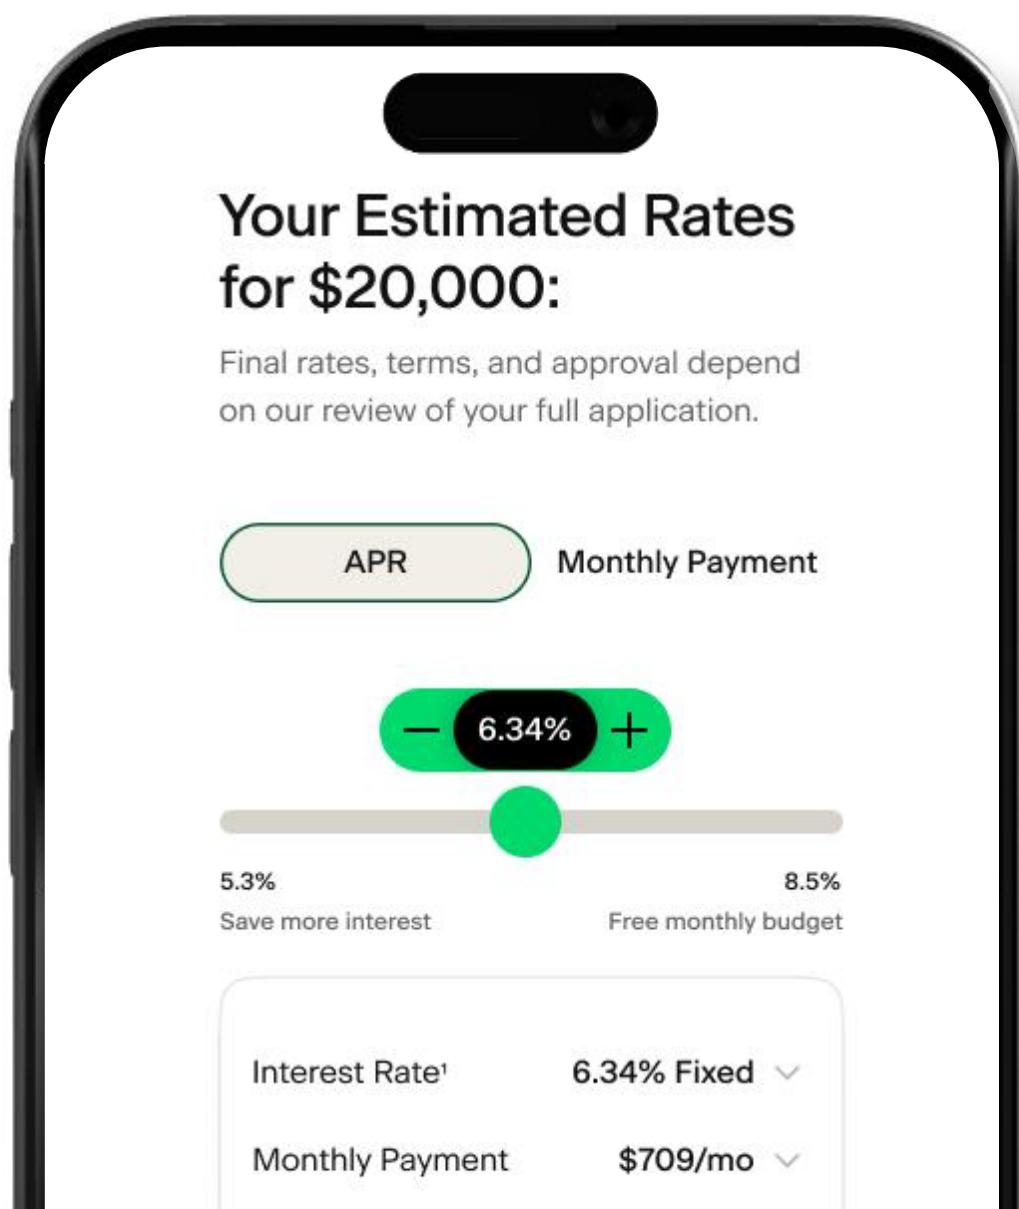 Your Estimated Rates
for $20,000:
Final rates, terms, and approval depend
on our review of your full application.
APR
Monthly Payment
6.34%
5.3%
8.5%
Save more interest
Free monthly budget
Interest Rate¹
6.34% Fixed
Monthly Payment
$709/mo